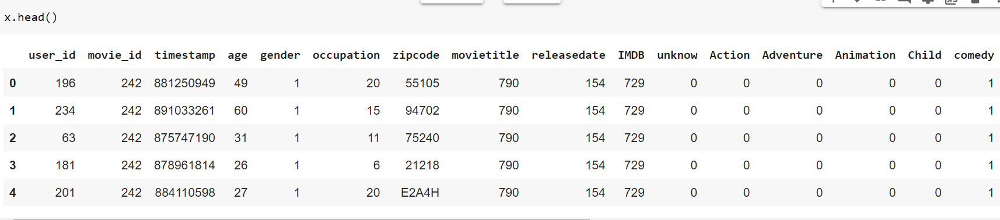 x.head()
user_id movie_id timestamp age gender occupation zipcode movietitle releasedate IMDB unknow Action Adventure Animation Child comedy
0 196 242 881250949 49 1 20 55105 790 154 729 0 0 0 0 0 1
1 234 242 891033261 60 1 15 94702 790 154 729 0 0 0 0 0 1
2 63 242 875747190 31 1 11 75240 790 154 729 0 0 0 0 0 1
3 181 242 878961814 26 1 6 21218 790 154 729 0 0 0 0 0 1
4 201 242 884110598 27 1 20 E2A4H 790 154 729 0 0 0 0 0 1